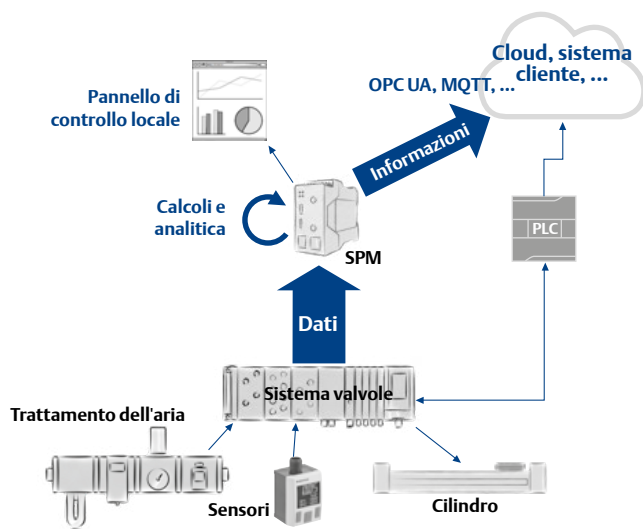 Cloud, sistema
cliente, ...
OPC UA, MQTT, ...
Pannello di
controllo locale
Informazioni
Calcoli e
analitica
PLC
SPM
Dati
Sistema valvole
Trattamento dell'aria
Sensori
Cilindro